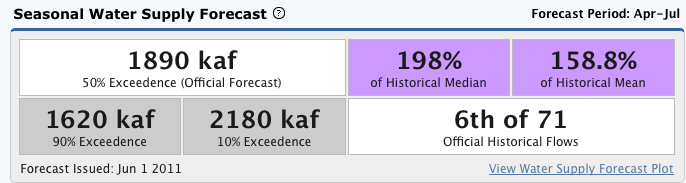 Seasonal Water Supply Forecast ?
Forecast Period: Apr-Jul
1890 kaf
50% Exceedence (Official Forecast)
198%
of Historical Median
158.8%
of Historical Mean
1620 kaf
90% Exceedence
2180 kaf
10% Exceedence
6th of 71
Official Historical Flows
Forecast Issued: Jun 1 2011
View Water Supply Forecast Plot